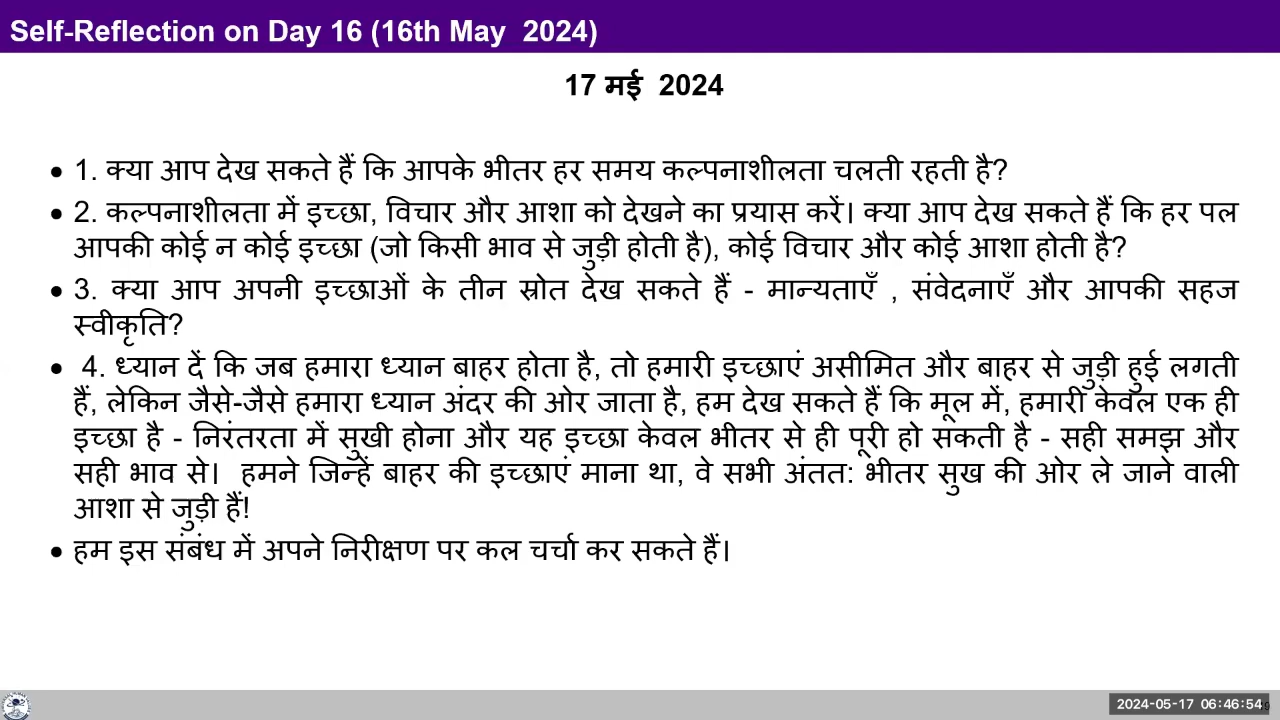 Self-Reflection on Day 16 (16th May 2024)
17 मई 2024
• 1. क्या आप देख सकते हैं कि आपके भीतर हर समय कल्पनाशीलता चलती रहती है?
• 2. कल्पनाशीलता में इच्छा, विचार और आशा को देखने का प्रयास करें। क्या आप देख सकते हैं कि हर पल
आपकी कोई न कोई इच्छा (जो किसी भाव से जुड़ी होती है), कोई विचार और कोई आशा होती है?
• 3. क्या आप अपनी इच्छाओं के तीन स्रोत देख सकते हैं - मान्यताएँ , संवेदनाएँ और आपकी सहज
स्वीकृति?
• 4. ध्यान दें कि जब हमारा ध्यान बाहर होता है, तो हमारी इच्छाएं असीमित और बाहर से जुड़ी हुई लगती
हैं, लेकिन जैसे-जैसे हमारा ध्यान अंदर की ओर जाता है, हम देख सकते हैं कि मूल में, हमारी केवल एक ही
इच्छा है - निरंतरता में सुखी होना और यह इच्छा केवल भीतर से ही पूरी हो सकती है - सही समझ और
सही भाव से। हमने जिन्हें बाहर की इच्छाएं माना था, वे सभी अंतत: भीतर सुख की ओर ले जाने वाली
आशा से जुड़ी हैं!
• हम इस संबंध में अपने निरीक्षण पर कल चर्चा कर सकते हैं।
2024-05-17 06:46:54